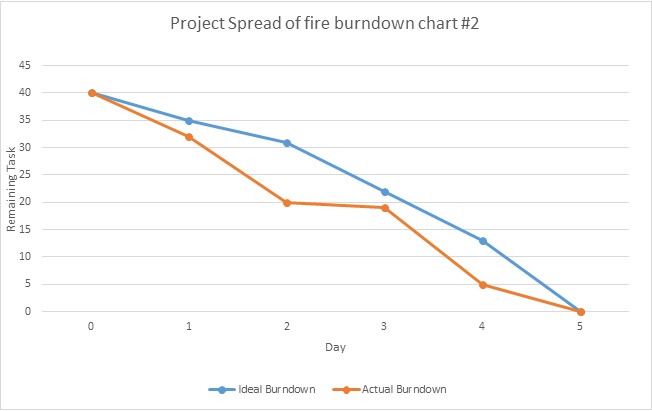 Project Spread of fire burndown chart #2
45
40
35
30
25
20
15
10
5
0
Remaining Task
0 1 2 3 4 5
Day
Ideal Burndown Actual Burndown